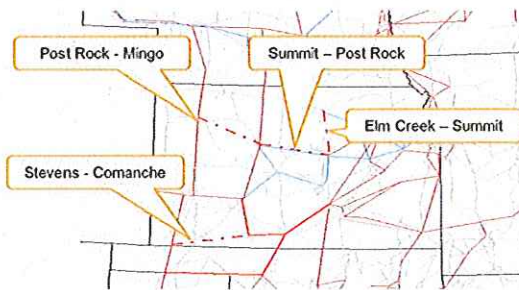 Post Rock - Mingo
Summit – Post Rock
Elm Creek – Summit
Stevens - Comanche